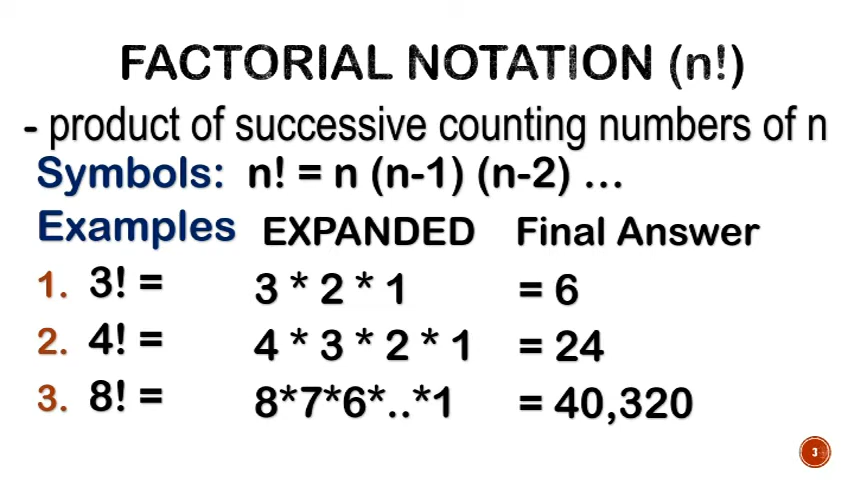 FACTORIAL NOTATION (n!)
- product of successive counting numbers of n
Symbols: n! = n (n-1) (n-2) ...
Examples EXPANDED Final Answer
1. 3! = 3 * 2 * 1 = 6
2. 4! = 4 * 3 * 2 * 1 = 24
3. 8! = 8*7*6*..*1 = 40,320
3